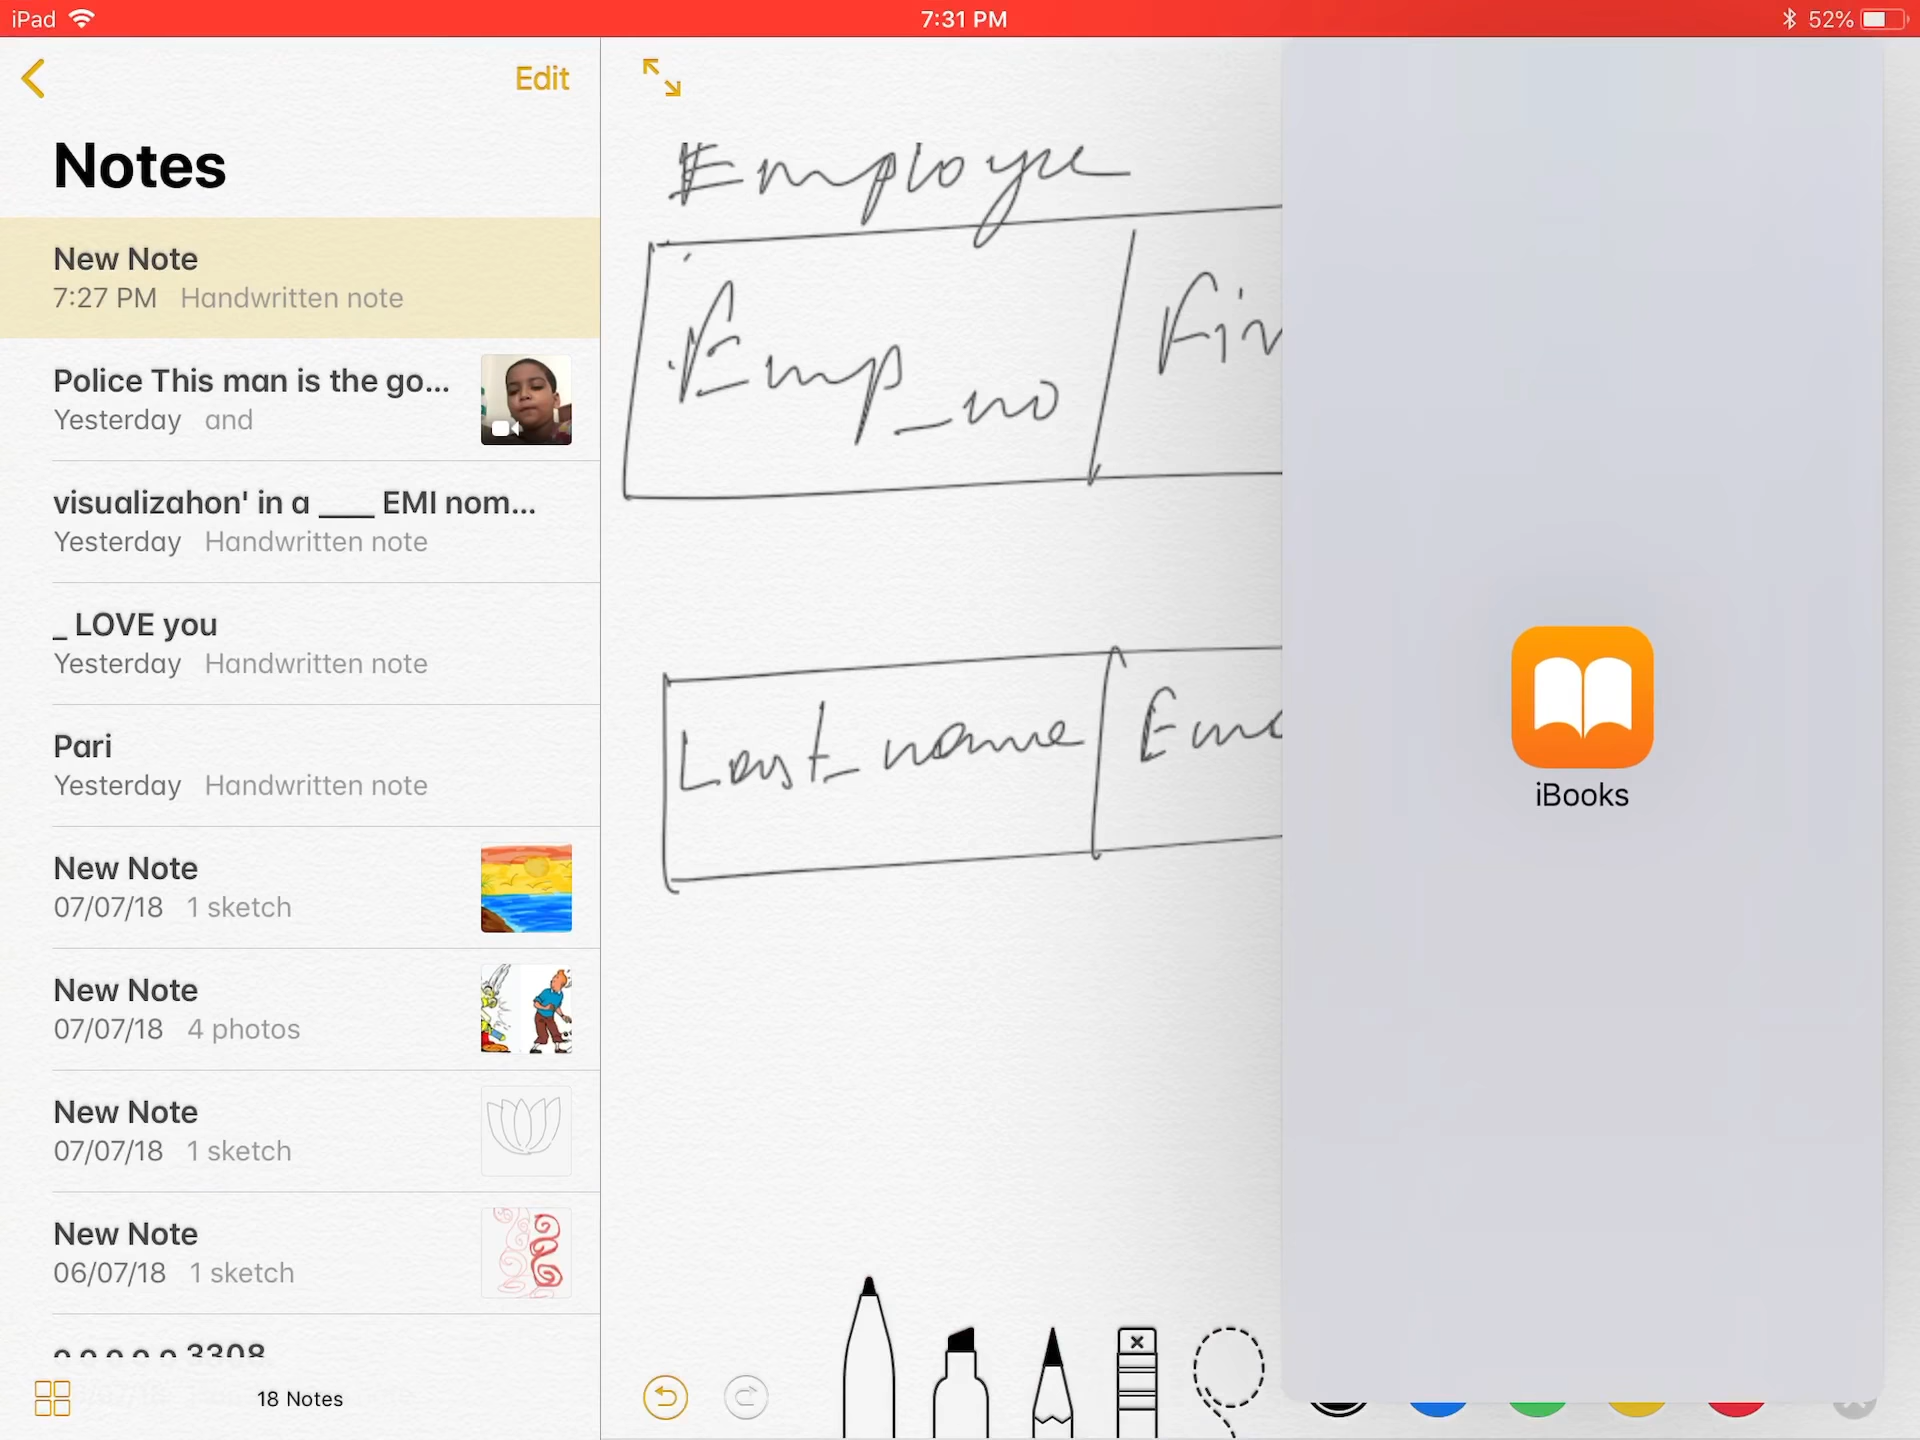 iPad 7:31 PM 52%
Edit
Notes
New Note
7:27 PM Handwritten note
Police This man is the go...
Yesterday and
visualizahon' in a ___ EMI nom...
Yesterday Handwritten note
_ LOVE you
Yesterday Handwritten note
Pari
Yesterday Handwritten note
New Note
07/07/18 1 sketch
New Note
07/07/18 4 photos
New Note
07/07/18 1 sketch
New Note
06/07/18 1 sketch
3308
18 Notes
Employee
Emp_no
Fin
Last_name
Ema
iBooks